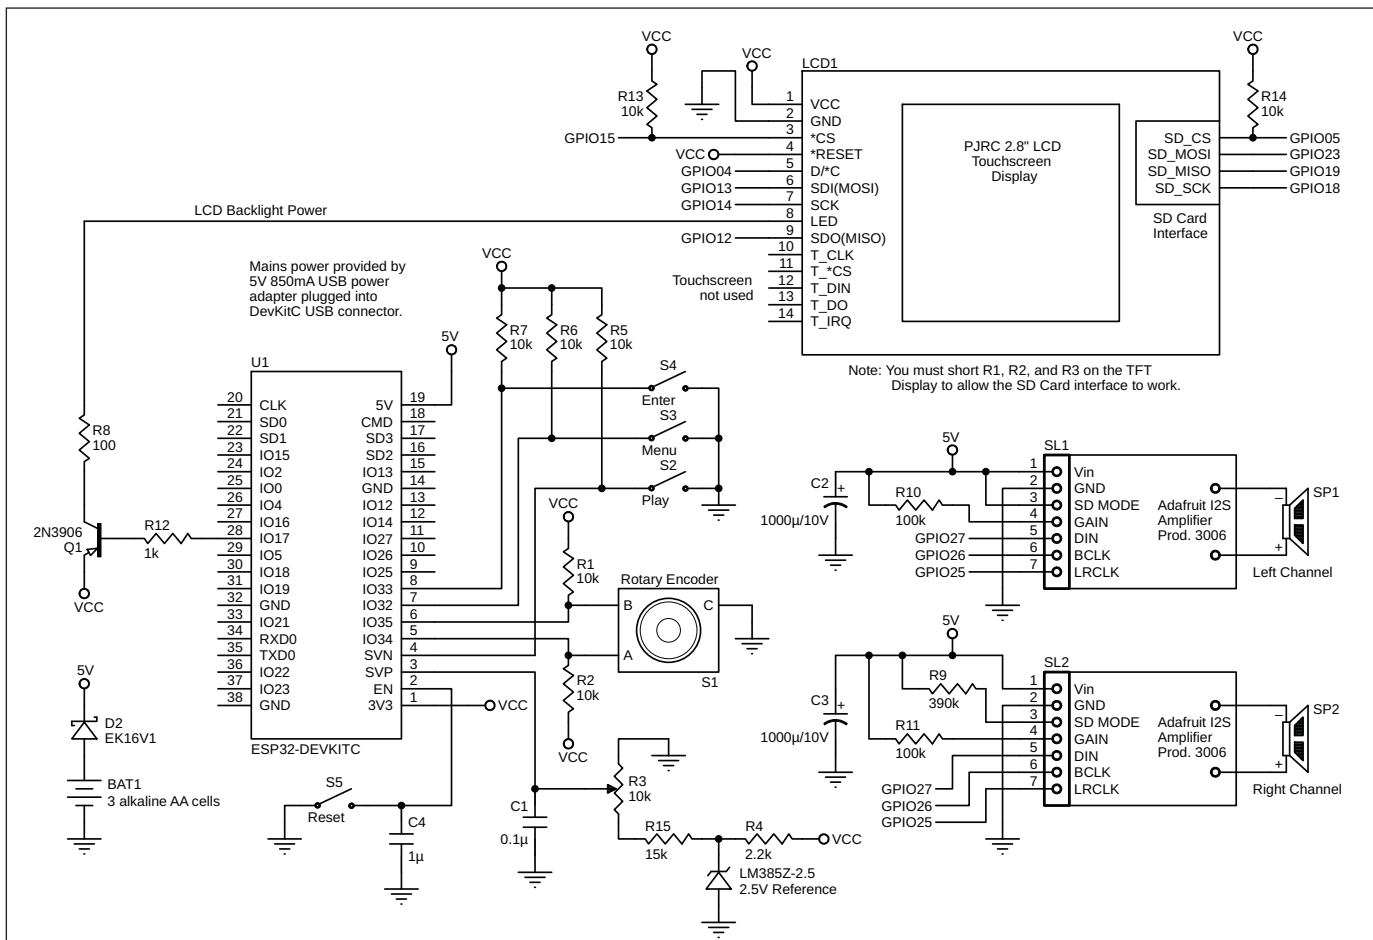 VCC
R13
10k
GPIO15
VCC
LCD1
1
VCC
2
GND
3
*CS
VCC
4
*RESET
GPIO04
5
D/*C
GPIO13
6
SDI(MOSI)
GPIO14
7
SCK
LCD Backlight Power
8
LED
GPIO12
9
SDO(MISO)
10
T_CLK
11
T_*CS
12
T_DIN
13
T_DO
14
T_IRQ
Touchscreen
not used
PJRC 2.8" LCD
Touchscreen
Display
VCC
R14
10k
SD_CS
GPIO05
SD_MOSI
GPIO23
SD_MISO
GPIO19
SD_SCK
GPIO18
SD Card
Interface
Note: You must short R1, R2, and R3 on the TFT
Display to allow the SD Card interface to work.
Mains power provided by
5V 850mA USB power
adapter plugged into
DevKitC USB connector.
VCC
R7
10k
R6
10k
R5
10k
S4
Enter
S3
Menu
S2
Play
5V
U1
20
CLK
5V
19
21
SD0
CMD
18
22
SD1
SD3
17
23
IO15
SD2
16
24
IO2
IO13
15
25
IO0
GND
14
26
IO4
IO12
13
27
IO16
IO14
12
28
IO17
IO27
11
29
IO5
IO26
10
30
IO18
IO25
9
31
IO19
IO33
8
32
GND
IO32
7
33
IO21
IO35
6
34
RXD0
IO34
5
35
TXD0
SVN
4
36
IO22
SVP
3
37
IO23
EN
2
38
GND
3V3
1
VCC
ESP32-DEVKITC
R8
100
2N3906
Q1
R12
1k
VCC
5V
D2
EK16V1
BAT1
3 alkaline AA cells
S5
Reset
C4
1µ
VCC
R1
10k
Rotary Encoder
B
C
A
S1
R2
10k
VCC
R3
10k
C1
0.1µ
R15
15k
R4
2.2k
VCC
LM385Z-2.5
2.5V Reference
5V
SL1
C2
+
1000µ/10V
R10
100k
GPIO27
GPIO26
GPIO25
1
Vin
2
GND
3
SD MODE
4
GAIN
5
DIN
6
BCLK
7
LRCLK
Adafruit I2S
Amplifier
Prod. 3006
–
+
SP1
Left Channel
5V
SL2
C3
+
1000µ/10V
R9
390k
R11
100k
GPIO27
GPIO26
GPIO25
1
Vin
2
GND
3
SD MODE
4
GAIN
5
DIN
6
BCLK
7
LRCLK
Adafruit I2S
Amplifier
Prod. 3006
–
+
SP2
Right Channel